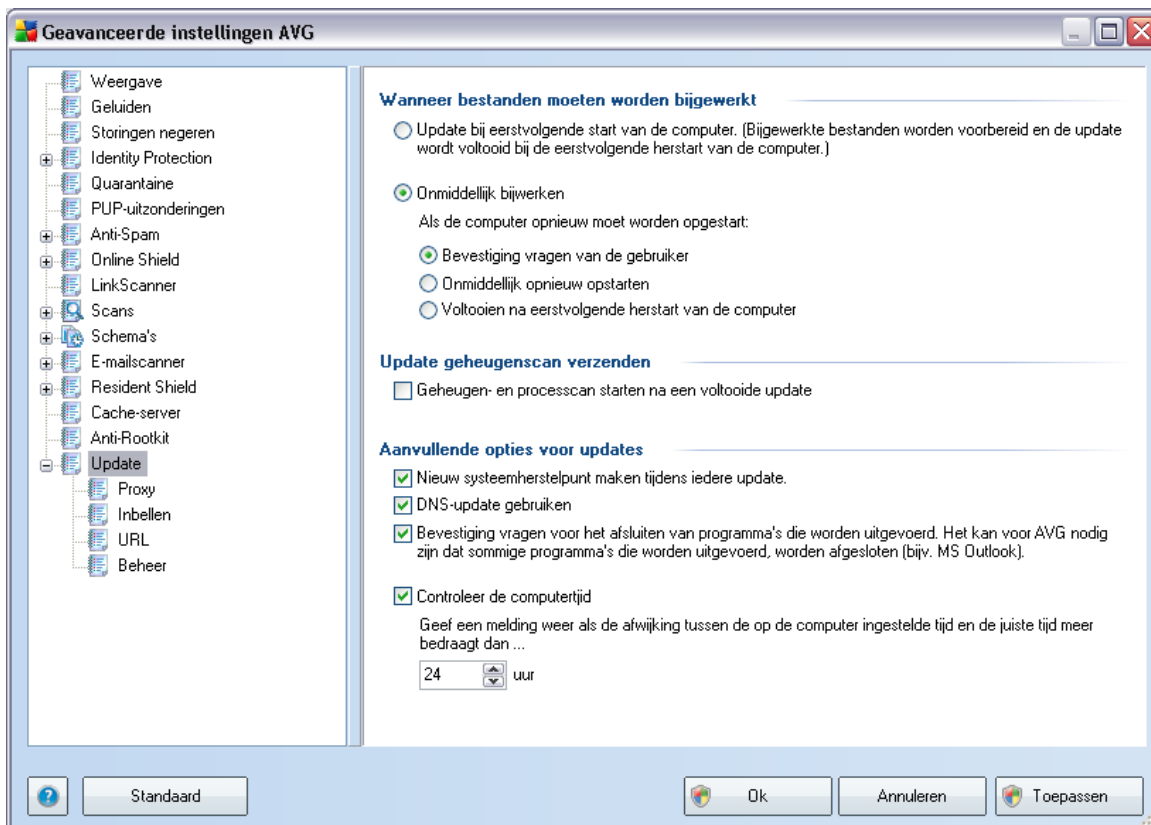 Geavanceerde instellingen AVG
Weergave
Geluiden
Storingen negeren
Identity Protection
Quarantaine
PUP-uitzonderingen
Anti-Spam
Online Shield
LinkScanner
Scans
Schema's
E-mailscanner
Resident Shield
Cache-server
Anti-Rootkit
Update
Proxy
Inbellen
URL
Beheer
Wanneer bestanden moeten worden bijgewerkt
Update bij eerstvolgende start van de computer. (Bijgewerkte bestanden worden voorbereid en de update
wordt voltooid bij de eerstvolgende herstart van de computer.)
Onmiddellijk bijwerken
Als de computer opnieuw moet worden opgestart:
Bevestiging vragen van de gebruiker
Onmiddellijk opnieuw opstarten
Voltooien na eerstvolgende herstart van de computer
Update geheugenscan verzenden
Geheugen- en processcan starten na een voltooide update
Aanvullende opties voor updates
Nieuw systeemherstelpunt maken tijdens iedere update.
DNS-update gebruiken
Bevestiging vragen voor het afsluiten van programma's die worden uitgevoerd. Het kan voor AVG nodig
zijn dat sommige programma's die worden uitgevoerd, worden afgesloten (bijv. MS Outlook).
Controleer de computertijd
Geef een melding weer als de afwijking tussen de op de computer ingestelde tijd en de juiste tijd meer
bedraagt dan ...
24 uur
Standaard
Ok
Annuleren
Toepassen